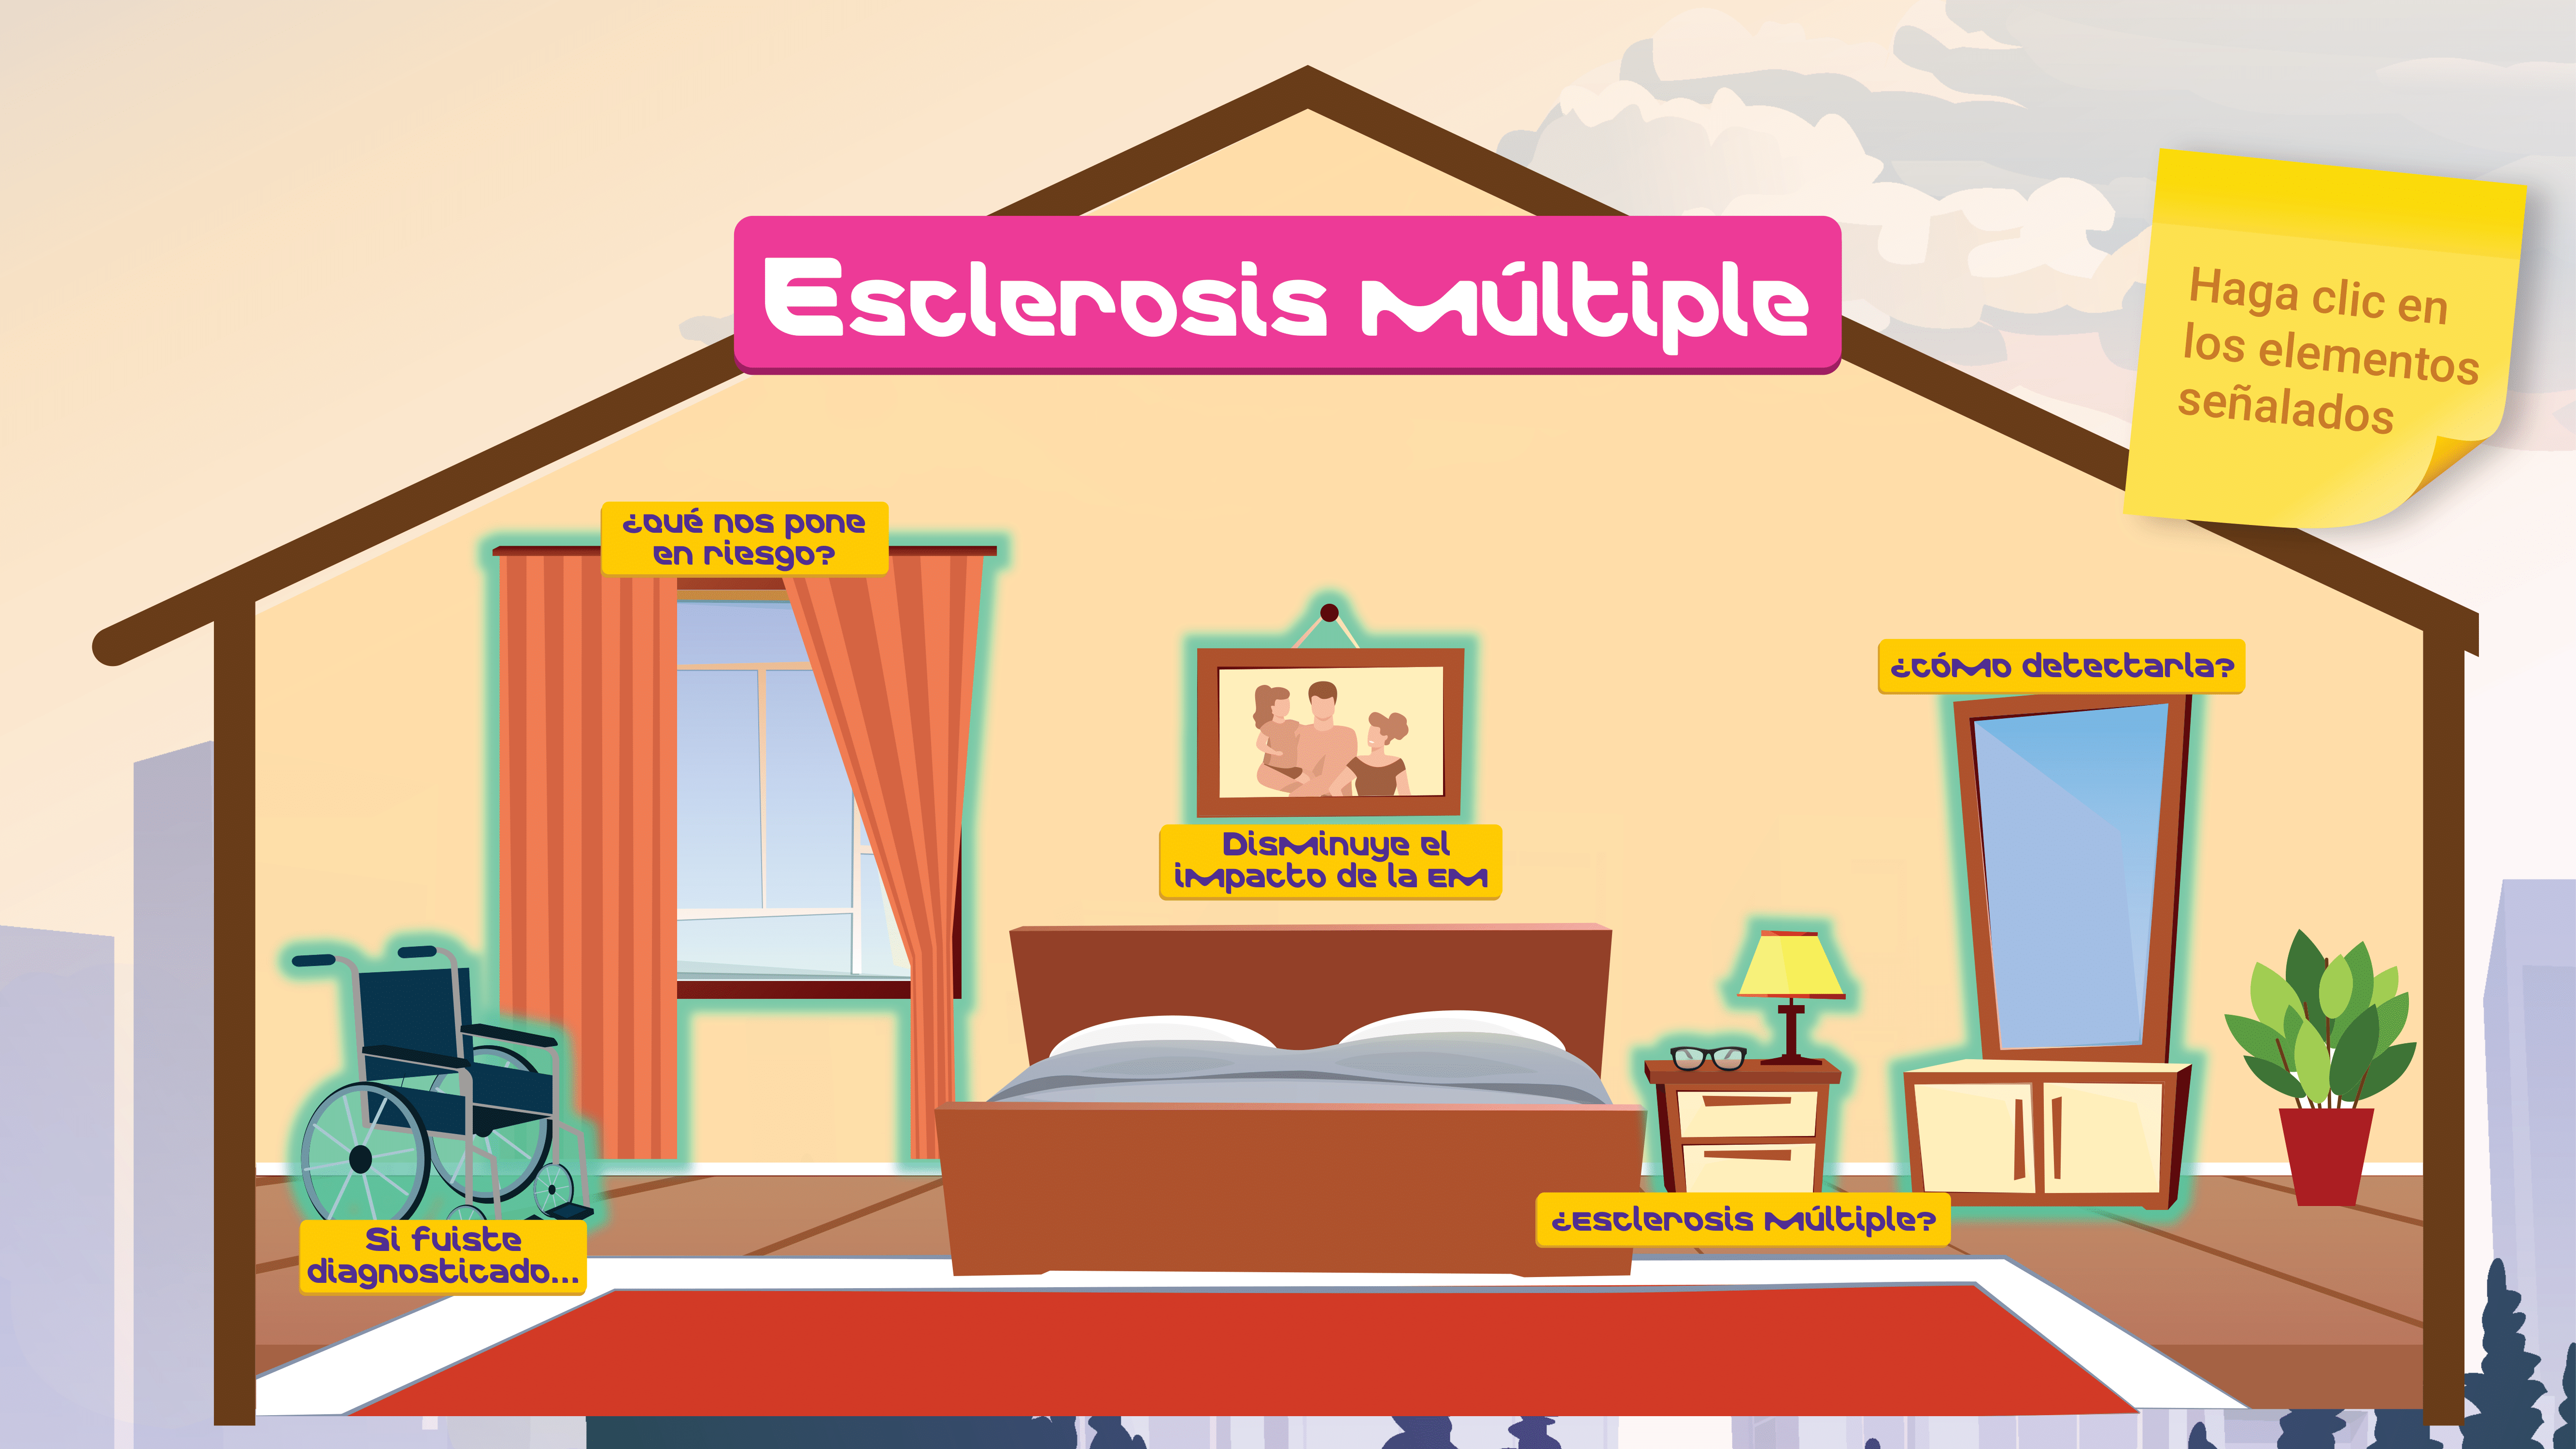 Esclerosis Múltiple
Haga clic en
los elementos
señalados
¿Qué nos pone
en riesgo?
¿Cómo detectarla?
Disminuye el
impacto de la EM
¿Esclerosis Múltiple?
Si fuiste
diagnosticado...